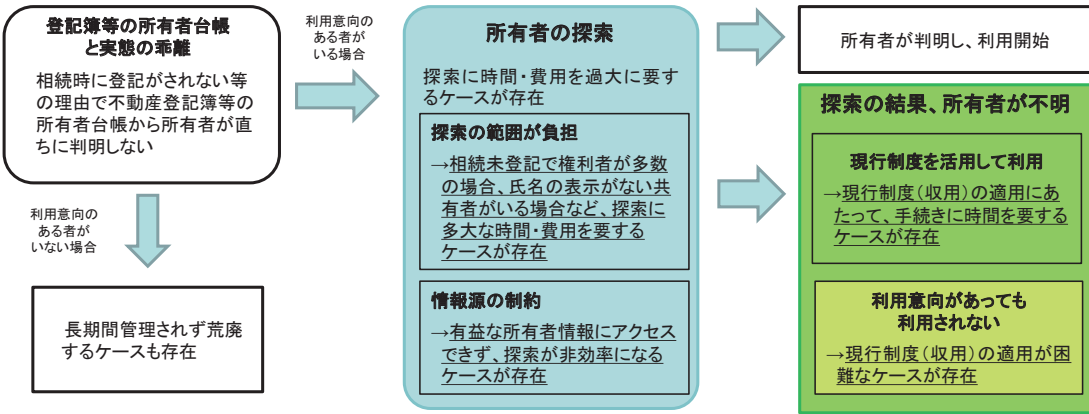 登記簿等の所有者台帳
と実態の乖離
相続時に登記がされない等
の理由で不動産登記簿等の
所有者台帳から所有者が直
ちに判明しない
利用意向の
ある者が
いる場合
利用意向の
ある者が
いない場合
長期間管理されず荒廃
するケースも存在
所有者の探索
探索に時間・費用を過大に要す
るケースが存在
探索の範囲が負担
→相続未登記で権利者が多数
の場合、氏名の表示がない共
有者がいる場合など、探索に
多大な時間・費用を要する
ケースが存在
情報源の制約
→有益な所有者情報にアクセス
できず、探索が非効率になる
ケースが存在
所有者が判明し、利用開始
探索の結果、所有者が不明
現行制度を活用して利用
→現行制度(収用)の適用にあ
たって、手続きに時間を要する
ケースが存在
利用意向があっても
利用されない
→現行制度(収用)の適用が困
難なケースが存在